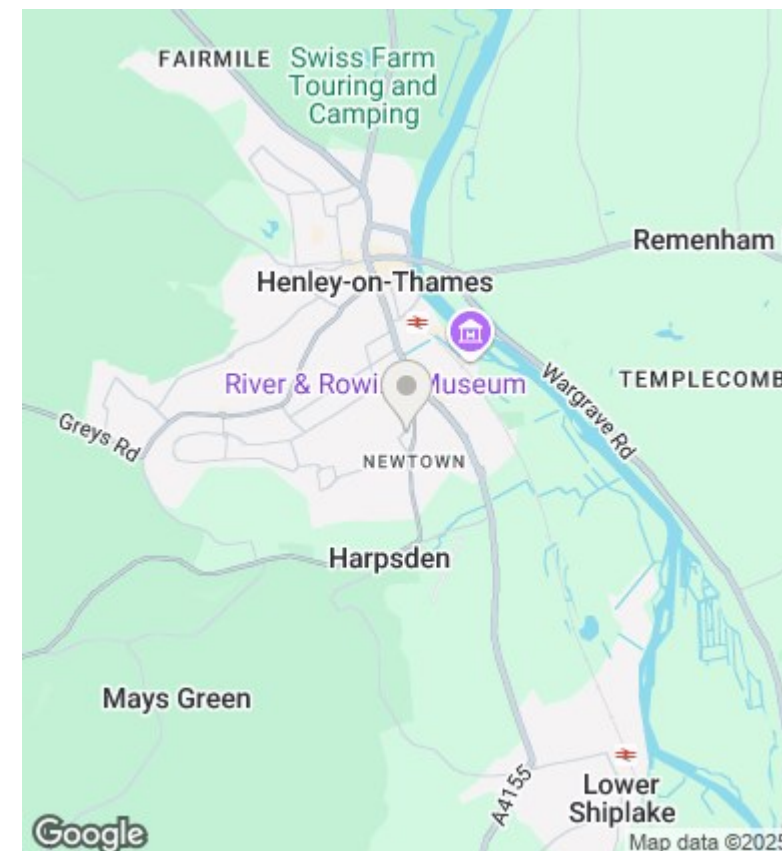 FAIRMILE
Swiss Farm
Touring and
Camping
Remenham
Henley-on-Thames
River & Rowi Museum
Wargrave Rd
TEMPLECOMB
Greys Rd
NEWTOWN
Harpsden
Mays Green
A4155
Lower
Shiplake
Google
Map data ©2025